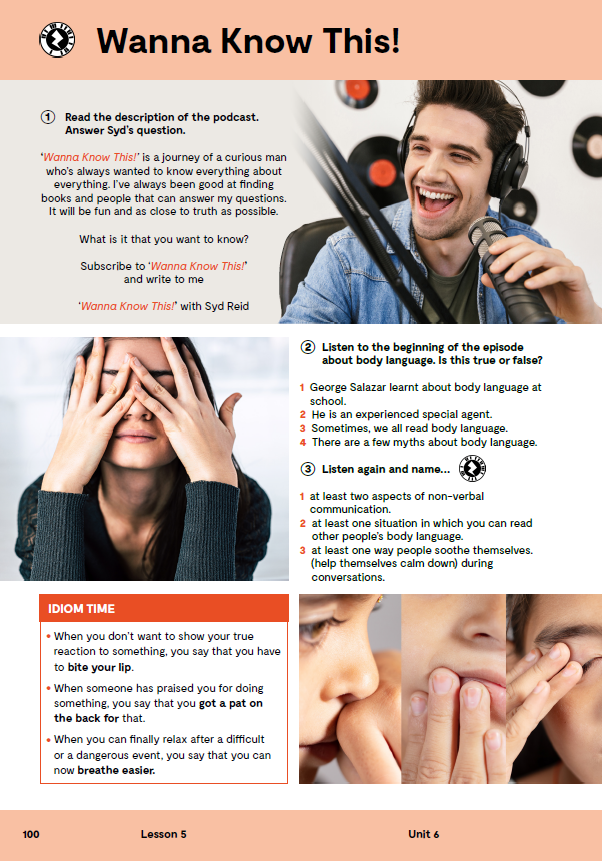 Wanna Know This!
1 Read the description of the podcast.
Answer Syd's question.
'Wanna Know This!' is a journey of a curious man
who's always wanted to know everything about
everything. I've always been good at finding
books and people that can answer my questions.
It will be fun and as close to truth as possible.
What is it that you want to know?
Subscribe to 'Wanna Know This!'
and write to me
'Wanna Know This!' with Syd Reid
2 Listen to the beginning of the episode
about body language. Is this true or false?
1 George Salazar learnt about body language at
school.
2 He is an experienced special agent.
3 Sometimes, we all read body language.
4 There are a few myths about body language.
3 Listen again and name...
1 at least two aspects of non-verbal
communication.
2 at least one situation in which you can read
other people's body language.
3 at least one way people soothe themselves.
(help themselves calm down) during
conversations.
IDIOM TIME
• When you don't want to show your true
reaction to something, you say that you have
to bite your lip.
• When someone has praised you for doing
something, you say that you got a pat on
the back for that.
• When you can finally relax after a difficult
or a dangerous event, you say that you can
now breathe easier.
100 Lesson 5 Unit 6